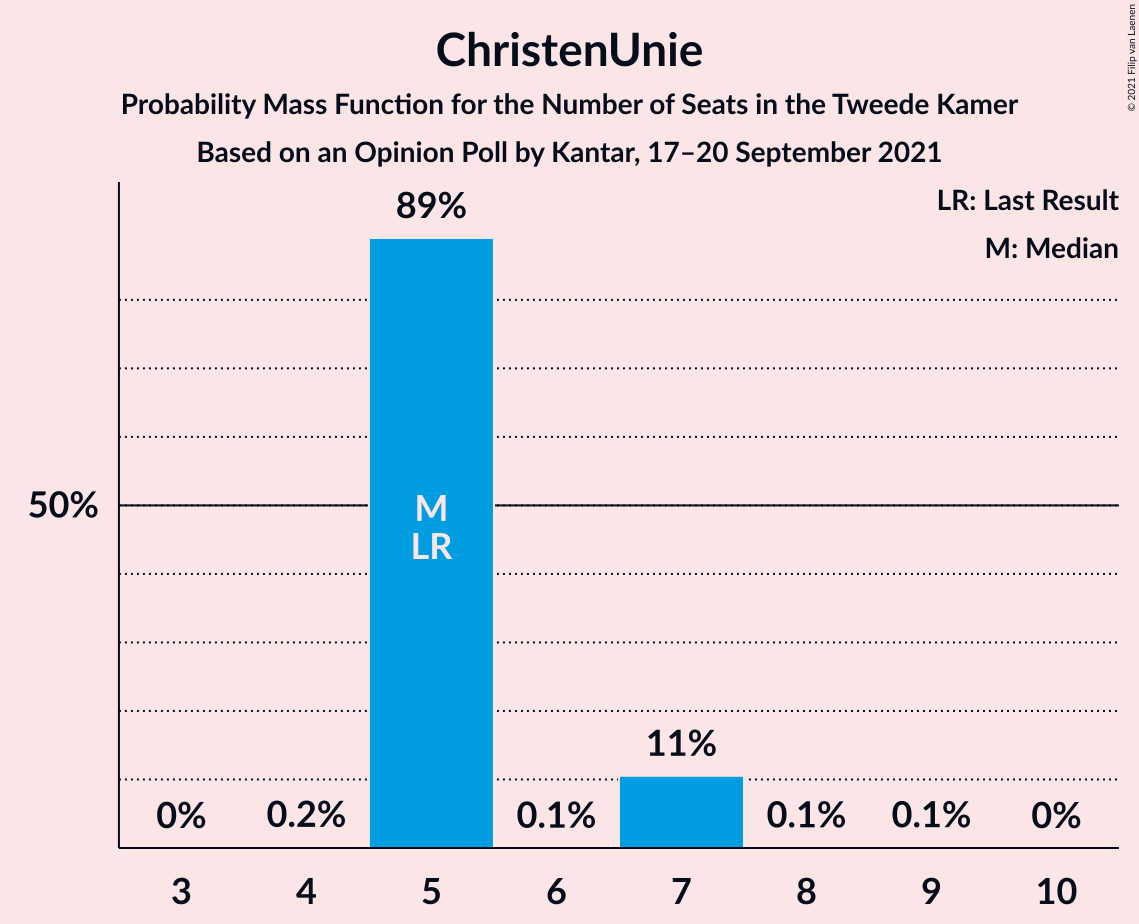 ChristenUnie
Probability Mass Function for the Number of Seats in the Tweede Kamer
Based on an Opinion Poll by Kantar, 17–20 September 2021
© 2021 Filip van Laenen
LR: Last Result
M: Median
89%
50%
M
LR
11%
0%
0.2%
0.1%
0.1%
0.1%
0%
3
4
5
6
7
8
9
10